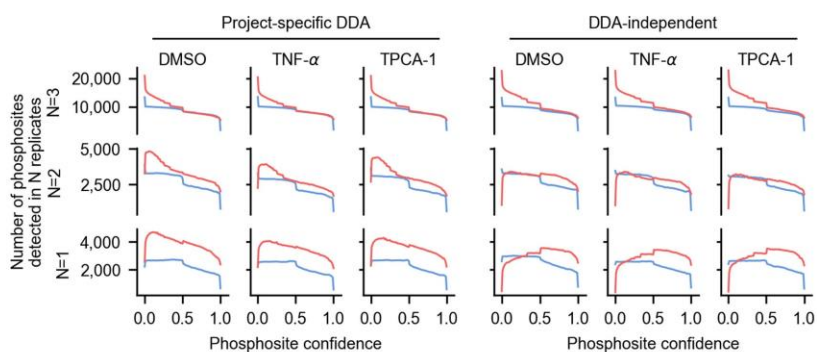 Project-specific DDA
DDA-independent
DMSO
TNF-α
TPCA-1
DMSO
TNF-α
TPCA-1
Number of phosphosites
detected in N replicates
N=3
20,000
10,000
N=2
5,000
2,500
N=1
4,000
2,000
0.0 0.5 1.0
0.0 0.5 1.0
0.0 0.5 1.0
0.0 0.5 1.0
0.0 0.5 1.0
0.0 0.5 1.0
Phosphosite confidence
Phosphosite confidence